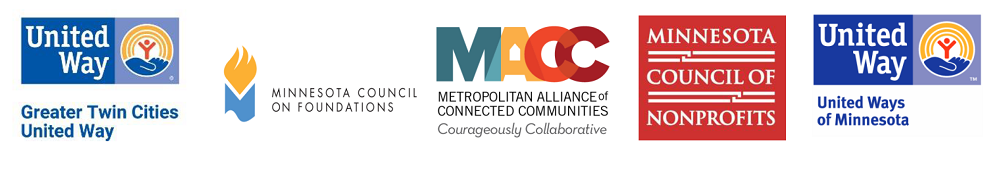 United
Way
®
Greater Twin Cities
United Way
MINNESOTA COUNCIL
ON FOUNDATIONS
MACC
METROPOLITAN ALLIANCE of
CONNECTED COMMUNITIES
Courageously Collaborative
MINNESOTA
COUNCIL OF
NONPROFITS
United
Way
™
United Ways
of Minnesota